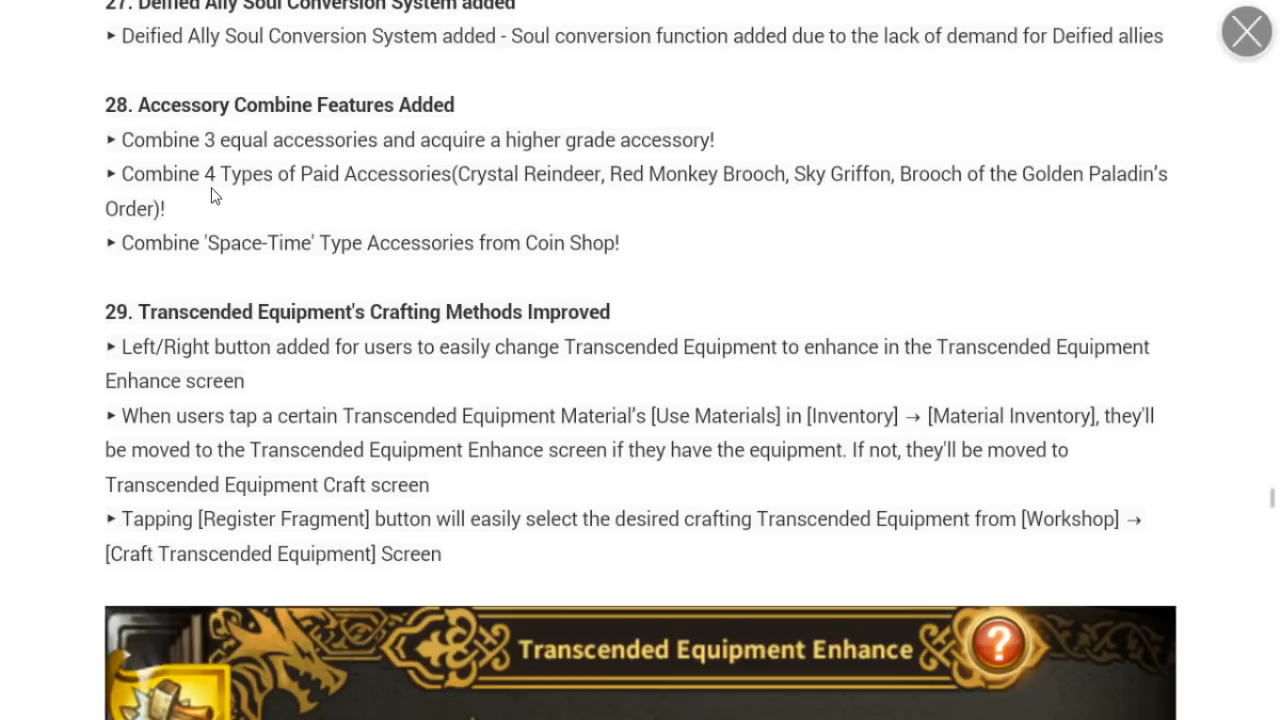 27. Deified Ally Soul Conversion System added
‣ Deified Ally Soul Conversion System added - Soul conversion function added due to the lack of demand for Deified allies
28. Accessory Combine Features Added
‣ Combine 3 equal accessories and acquire a higher grade accessory!
‣ Combine 4 Types of Paid Accessories(Crystal Reindeer, Red Monkey Brooch, Sky Griffon, Brooch of the Golden Paladin's
Order)!
‣ Combine 'Space-Time' Type Accessories from Coin Shop!
29. Transcended Equipment's Crafting Methods Improved
‣ Left/Right button added for users to easily change Transcended Equipment to enhance in the Transcended Equipment
Enhance screen
‣ When users tap a certain Transcended Equipment Material's [Use Materials] in [Inventory] → [Material Inventory], they'll
be moved to the Transcended Equipment Enhance screen if they have the equipment. If not, they'll be moved to
Transcended Equipment Craft screen
‣ Tapping [Register Fragment] button will easily select the desired crafting Transcended Equipment from [Workshop] →
[Craft Transcended Equipment] Screen
Transcended Equipment Enhance
?